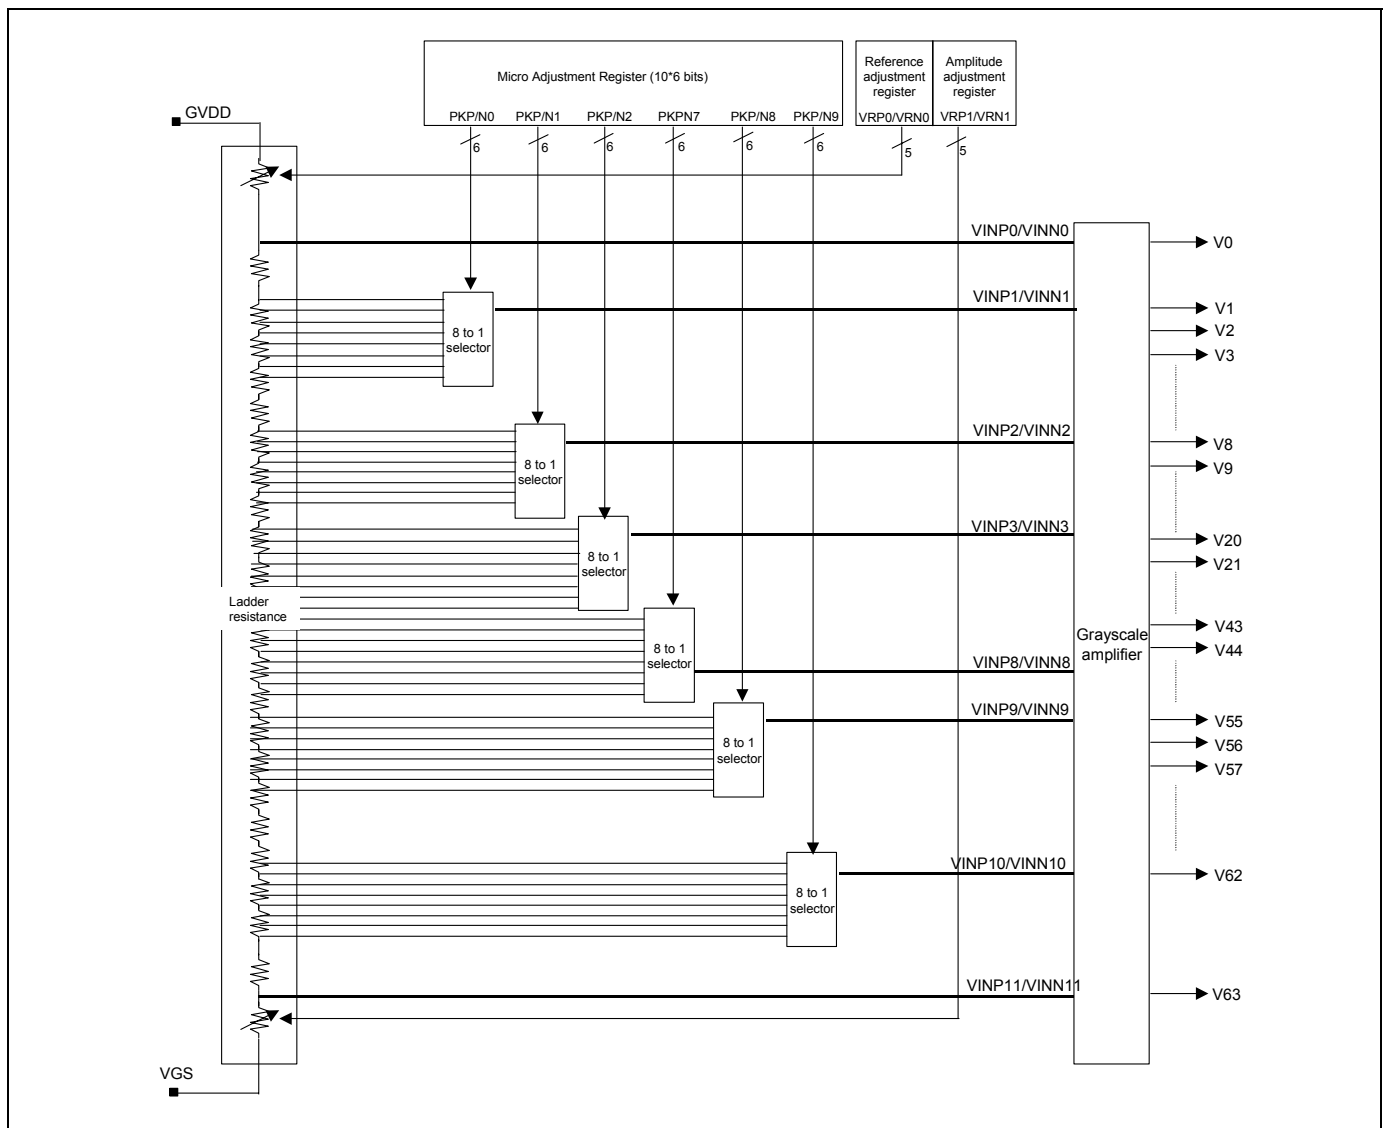 Micro Adjustment Register (10*6 bits)
PKP/N0 PKP/N1 PKP/N2 PKPN7 PKP/N8 PKP/N9
Reference
adjustment
register
VRP0/VRN0
Amplitude
adjustment
register
VRP1/VRN1
GVDD
6 6 6 6 6 6 5 5
VINP0/VINN0
V0
VINP1/VINN1
V1
8 to 1
selector
V2
V3
VINP2/VINN2
V8
8 to 1
selector
V9
VINP3/VINN3
V20
8 to 1
selector
V21
Ladder
resistance
V43
Grayscale
amplifier
8 to 1
selector
V44
VINP8/VINN8
VINP9/VINN9
V55
8 to 1
selector
V56
V57
VINP10/VINN10
V62
8 to 1
selector
VINP11/VINN11
V63
VGS